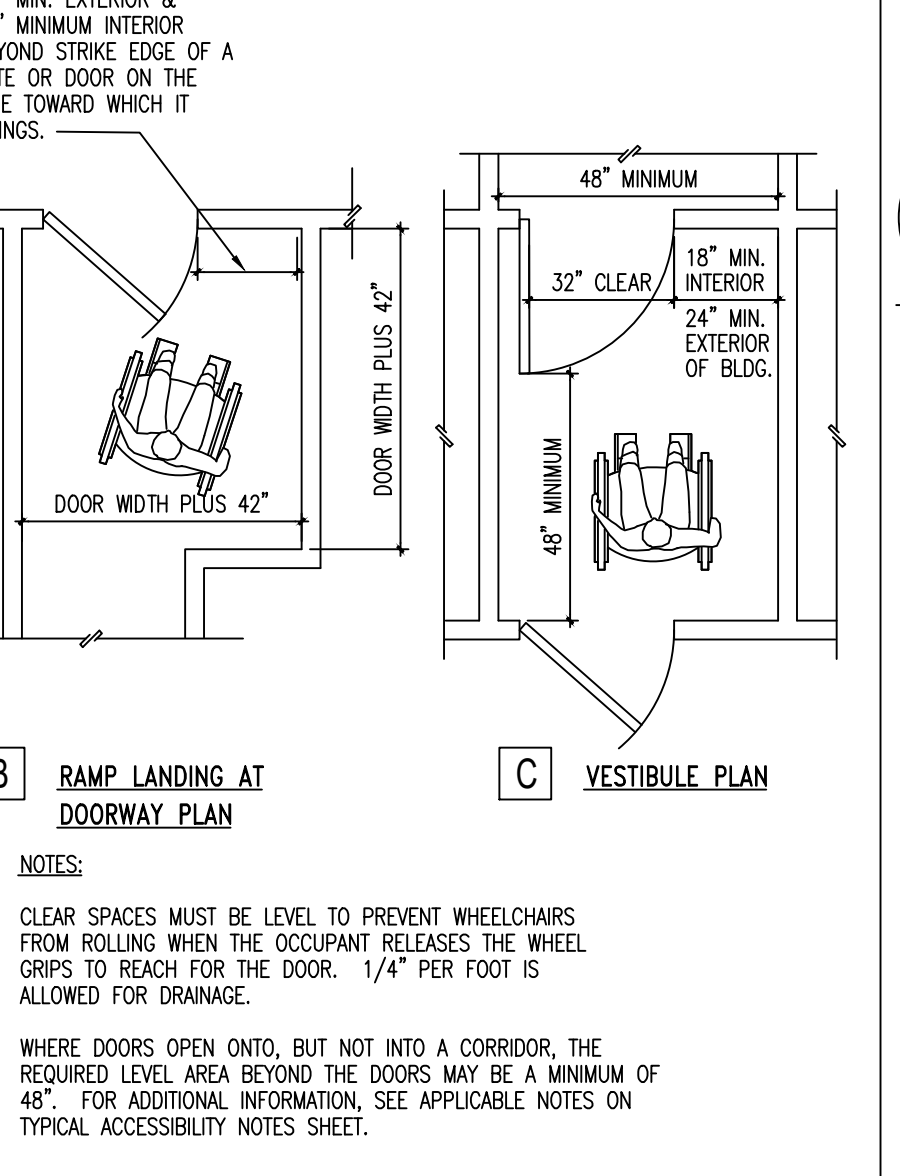 MIN. EXTERIOR &
MINIMUM INTERIOR
STRIKE EDGE OF A
OR DOOR ON THE
TOWARD WHICH IT
48” MINIMUM
32” CLEAR
18” MIN.
INTERIOR
24” MIN.
EXTERIOR
OF BLDG.
DOOR WIDTH PLUS 42”
DOOR WIDTH PLUS 42”
48” MINIMUM
B
RAMP LANDING AT
DOORWAY PLAN
C
VESTIBULE PLAN
NOTES:
CLEAR SPACES MUST BE LEVEL TO PREVENT WHEELCHAIRS
FROM ROLLING WHEN THE OCCUPANT RELEASES THE WHEEL
GRIPS TO REACH FOR THE DOOR. 1/4” PER FOOT IS
ALLOWED FOR DRAINAGE.
WHERE DOORS OPEN ONTO, BUT NOT INTO A CORRIDOR, THE
REQUIRED LEVEL AREA BEYOND THE DOORS MAY BE A MINIMUM OF
48”. FOR ADDITIONAL INFORMATION, SEE APPLICABLE NOTES ON
TYPICAL ACCESSIBILITY NOTES SHEET.